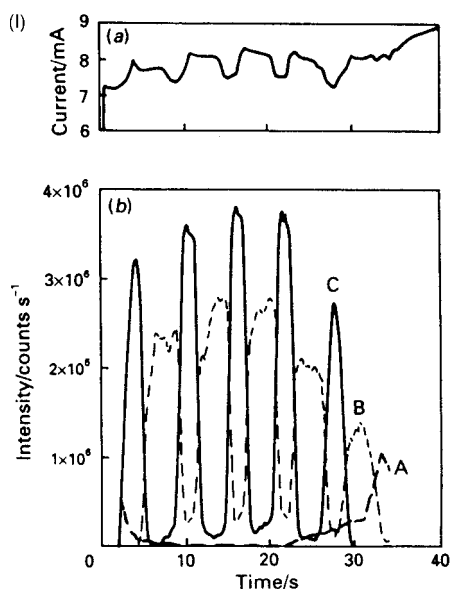 (I)
(a)
Current/mA
9
8
7
6
(b)
Intensity/counts s⁻¹
4×10⁶
3×10⁶
2×10⁶
1×10⁶
C
B
A
0 10 20 30 40
Time/s